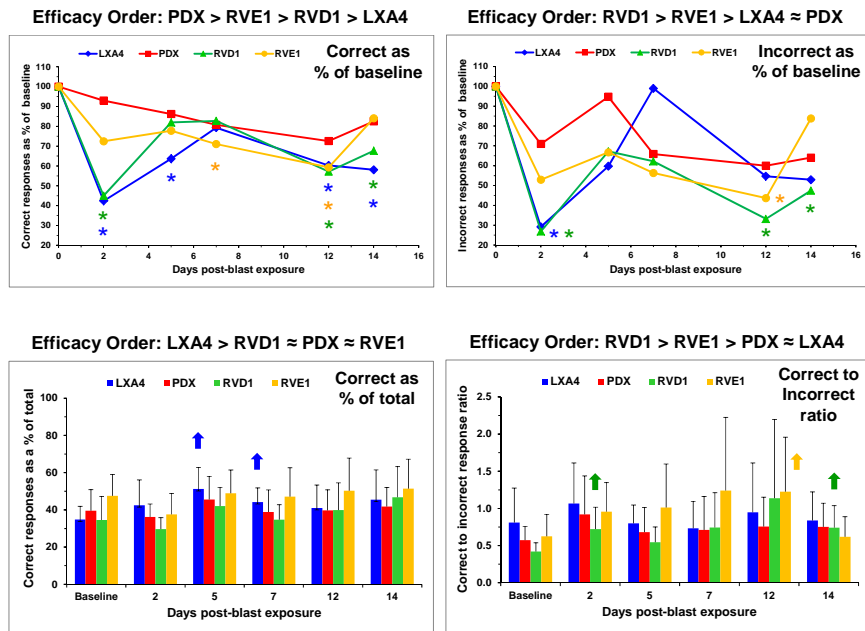 Efficacy Order: PDX > RVE1 > RVD1 > LXA4
LXA4 PDX RVD1 RVE1
Correct as
% of baseline
Correct responses as % of baseline
110
100
90
80
70
60
50
40
30
20
* * * * * * * * *
0 2 4 6 8 10 12 14 16
Days post-blast exposure
Efficacy Order: RVD1 > RVE1 > LXA4 ≈ PDX
LXA4 PDX RVD1 RVE1
Incorrect as
% of baseline
Incorrect responses as % of baseline
110
100
90
80
70
60
50
40
30
20
* * * * *
0 2 4 6 8 10 12 14 16
Days post-blast exposure
Efficacy Order: LXA4 > RVD1 ≈ PDX ≈ RVE1
LXA4 PDX RVD1 RVE1
Correct as
% of total
Correct responses as a % of total
100
80
60
40
20
0
Baseline 2 5 7 12 14
Days post-blast exposure
Efficacy Order: RVD1 > RVE1 > PDX ≈ LXA4
LXA4 PDX RVD1 RVE1
Correct to
Incorrect
ratio
Correct to incorrect response ratio
2.5
2.0
1.5
1.0
0.5
0.0
Baseline 2 5 7 12 14
Days post-blast exposure